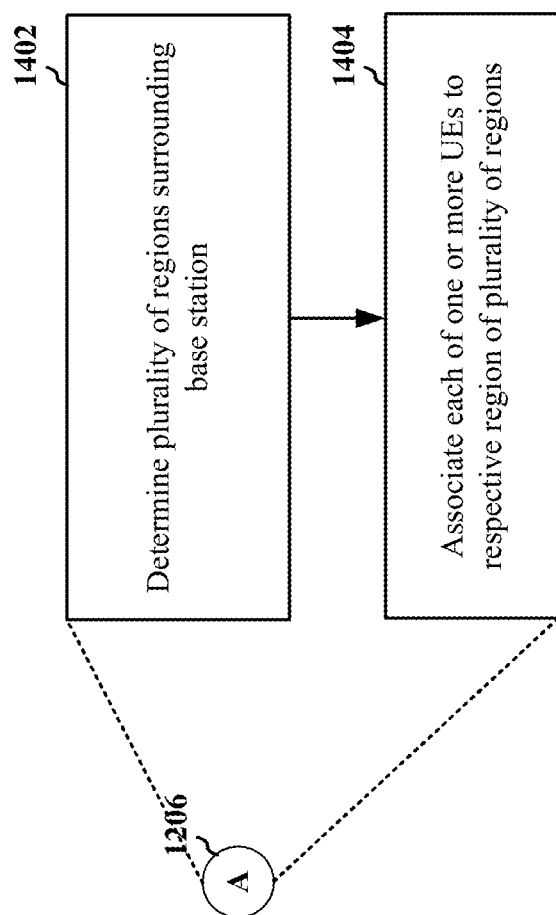 1206
A
1402
Determine plurality of regions surrounding
base station
1404
Associate each of one or more UEs to
respective region of plurality of regions